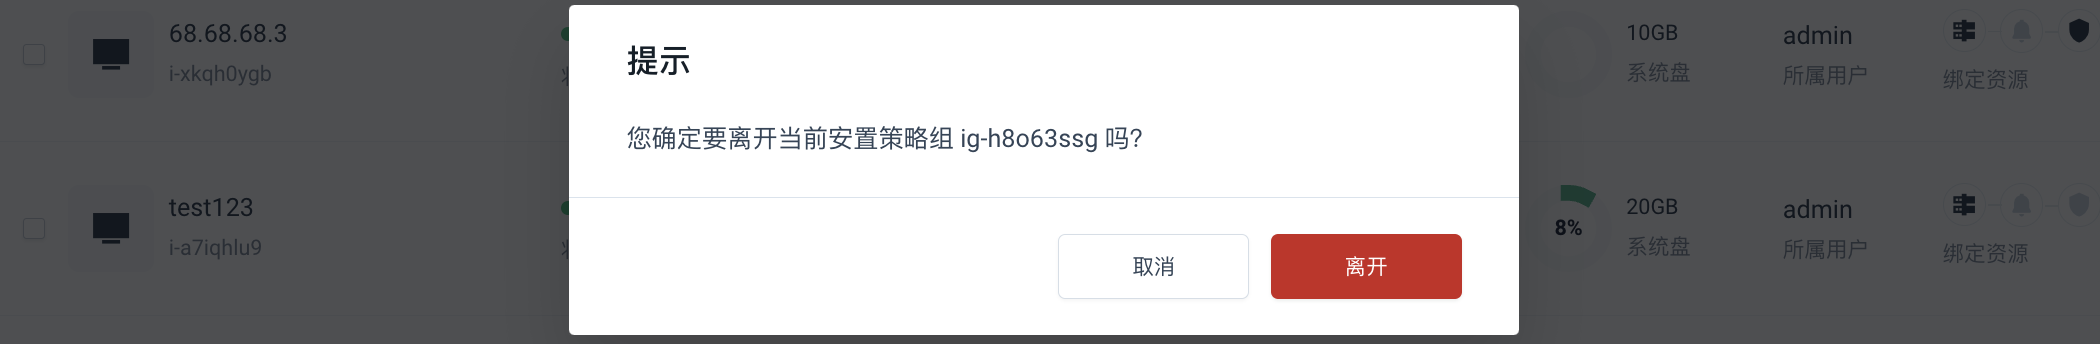 68.68.68.3
i-xkqh0ygb
10GB
系统盘
admin
所属用户
绑定资源
提示
您确定要离开当前安置策略组 ig-h8o63ssg 吗?
取消
离开
test123
i-a7iqhlu9
8%
20GB
系统盘
admin
所属用户
绑定资源